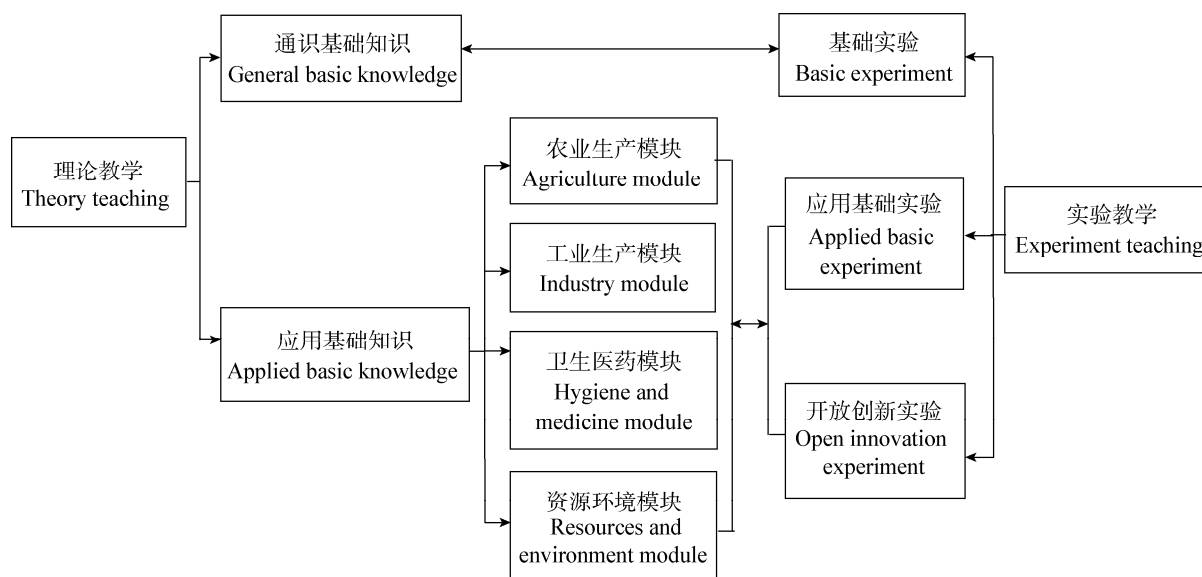 通识基础知识
General basic knowledge
基础实验
Basic experiment
理论教学
Theory teaching
农业生产模块
Agriculture module
应用基础实验
Applied basic
experiment
实验教学
Experiment teaching
工业生产模块
Industry module
应用基础知识
Applied basic knowledge
卫生医药模块
Hygiene and
medicine module
开放创新实验
Open innovation
experiment
资源环境模块
Resources and
environment module